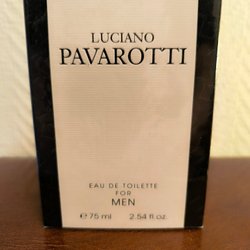 LUCIANO
PAVAROTTI
EAU DE TOILETTE
FOR
MEN
℮ 75 ml 2.54 fl.oz.